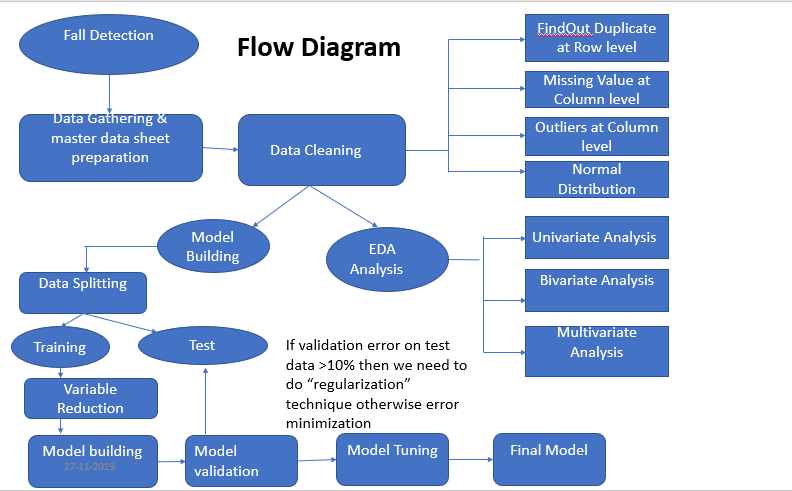 Fall Detection
Flow Diagram
FindOut Duplicate
at Row level
Missing Value at
Column level
Data Gathering &
master data sheet
preparation
Data Cleaning
Outliers at Column
level
Normal
Distribution
Model
Building
EDA
Analysis
Univariate Analysis
Bivariate Analysis
Multivariate
Analysis
Data Splitting
Training
Test
If validation error on test
data >10% then we need to
do “regularization”
technique otherwise error
minimization
Variable
Reduction
Model building
27-11-2019
Model
validation
Model Tuning
Final Model